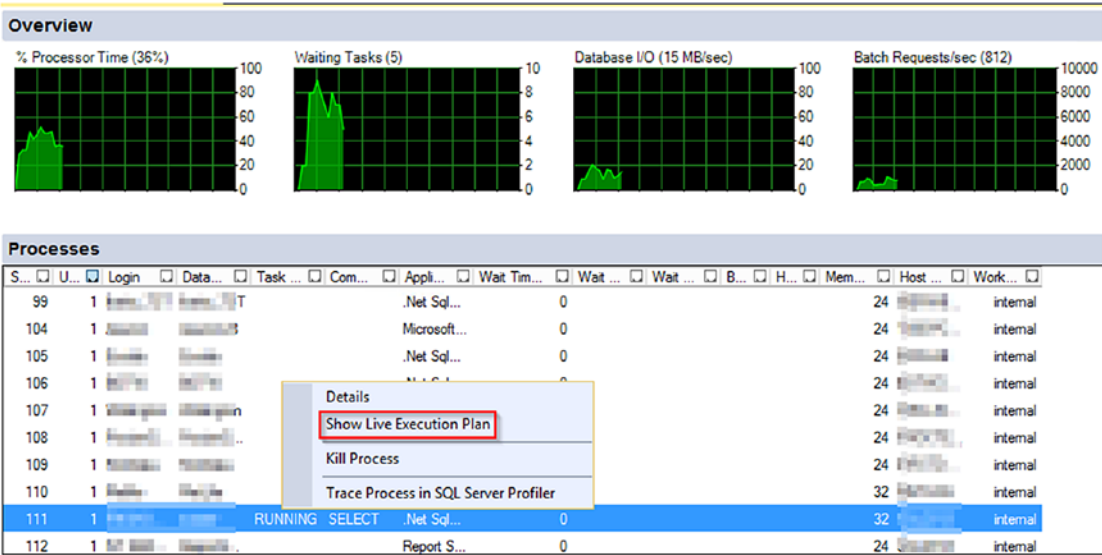 Overview
% Processor Time (36%) Waiting Tasks (5) Database I/O (15 MB/sec) Batch Requests/sec (812)
100 10 100 10000
80 8 80 8000
60 6 60 6000
40 4 40 4000
20 2 20 2000
0 0 0 0
Processes
S... U... Login Data... Task ... Com... Appli... Wait Tim... Wait ... Wait ... B... H... Mem... Host ... Work...
99 1 .Net Sql... 0 24 internal
104 1 Microsoft... 0 24 internal
105 1 .Net Sql... 0 24 internal
106 1 24 internal
107 1 24 internal
108 1 24 internal
109 1 24 internal
110 1 32 internal
111 1 RUNNING SELECT .Net Sql... 0 32 internal
112 1 Report S... 0 24 internal
Details
Show Live Execution Plan
Kill Process
Trace Process in SQL Server Profiler